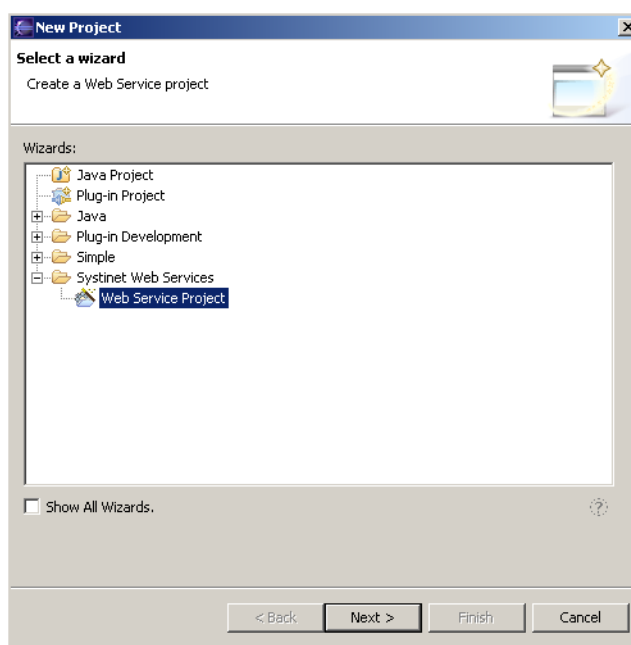 New Project
Select a wizard
Create a Web Service project
Wizards:
Java Project
Plug-in Project
Java
Plug-in Development
Simple
Systinet Web Services
Web Service Project
Show All Wizards.
< Back Next > Finish Cancel